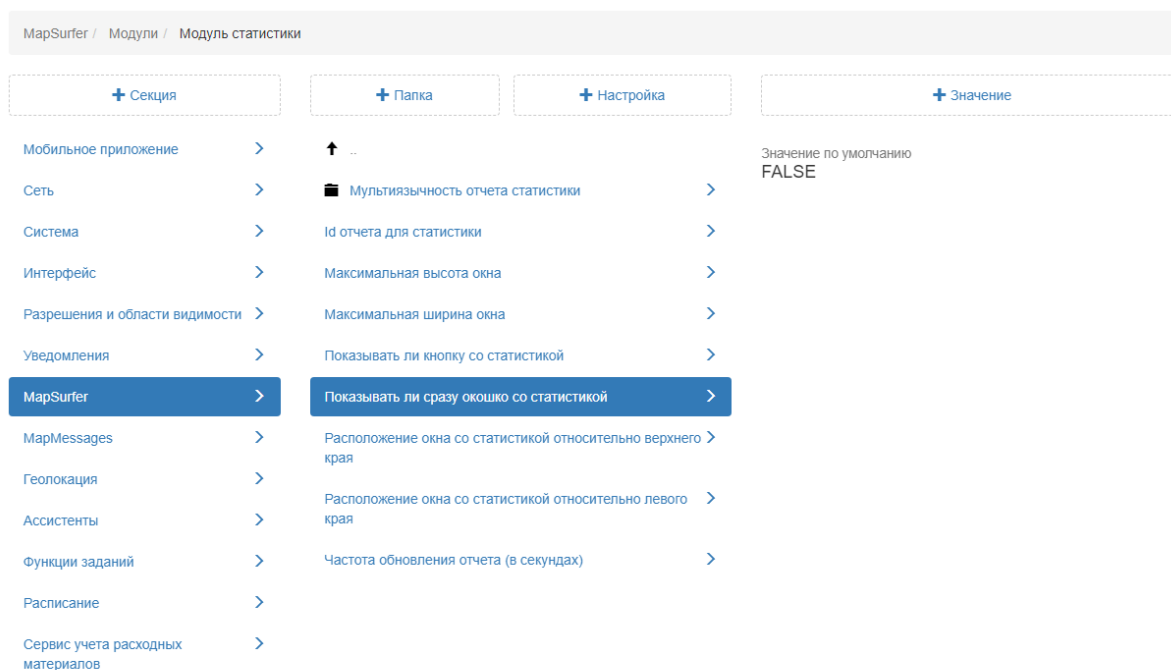 MapSurfer / Модули / Модуль статистики
+ Секция
+ Папка
+ Настройка
+ Значение
Мобильное приложение
Сеть
Система
Интерфейс
Разрешения и области видимости
Уведомления
MapSurfer
MapMessages
Геолокация
Ассистенты
Функции заданий
Расписание
Сервис учета расходных
материалов
..
Мультиязычность отчета статистики
Id отчета для статистики
Максимальная высота окна
Максимальная ширина окна
Показывать ли кнопку со статистикой
Показывать ли сразу окошко со статистикой
Расположение окна со статистикой относительно верхнего
края
Расположение окна со статистикой относительно левого
края
Частота обновления отчета (в секундах)
Значение по умолчанию
FALSE